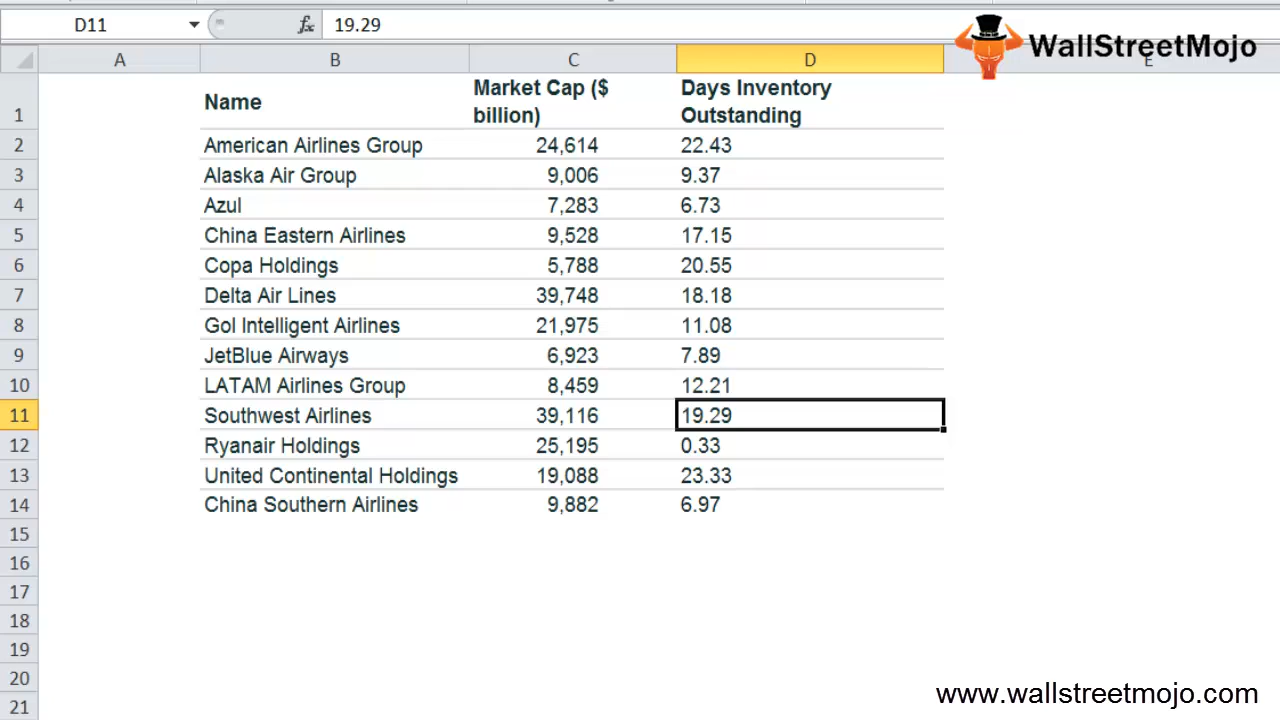 D11 fx 19.29
WallStreetMojo
A B C D E
1 Name Market Cap ($ billion) Days Inventory Outstanding
2 American Airlines Group 24,614 22.43
3 Alaska Air Group 9,006 9.37
4 Azul 7,283 6.73
5 China Eastern Airlines 9,528 17.15
6 Copa Holdings 5,788 20.55
7 Delta Air Lines 39,748 18.18
8 Gol Intelligent Airlines 21,975 11.08
9 JetBlue Airways 6,923 7.89
10 LATAM Airlines Group 8,459 12.21
11 Southwest Airlines 39,116 19.29
12 Ryanair Holdings 25,195 0.33
13 United Continental Holdings 19,088 23.33
14 China Southern Airlines 9,882 6.97
15
16
17
18
19
20
21
www.wallstreetmojo.com